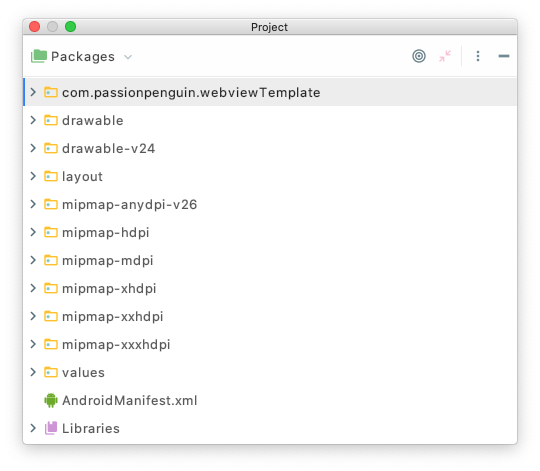 Project
Packages
com.passionpenguin.webviewTemplate
drawable
drawable-v24
layout
mipmap-anydpi-v26
mipmap-hdpi
mipmap-mdpi
mipmap-xhdpi
mipmap-xxhdpi
mipmap-xxxhdpi
values
AndroidManifest.xml
Libraries